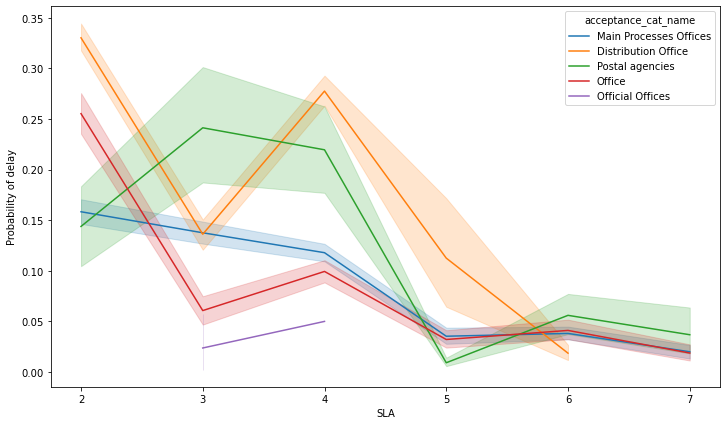 acceptance_cat_name
Main Processes Offices
Distribution Office
Postal agencies
Office
Official Offices
Probability of delay
0.35
0.30
0.25
0.20
0.15
0.10
0.05
0.00
2 3 4 5 6 7
SLA